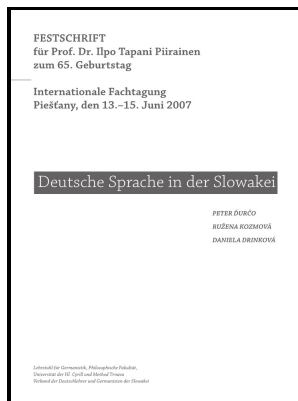 FESTSCHRIFT
für Prof. Dr. Ilpo Tapani Piirainen
zum 65. Geburtstag
Internationale Fachtagung
Piešťany, den 13.–15. Juni 2007
Deutsche Sprache in der Slowakei
PETER ĎURČO
RUŽENA KOZMOVÁ
DANIELA DRINKOVÁ
Lehrstuhl für Germanistik, Philosophische Fakultät,
Universität der Hl. Cyrill und Method Trnava
Verband der Deutschlehrer und Germanisten der Slowakei